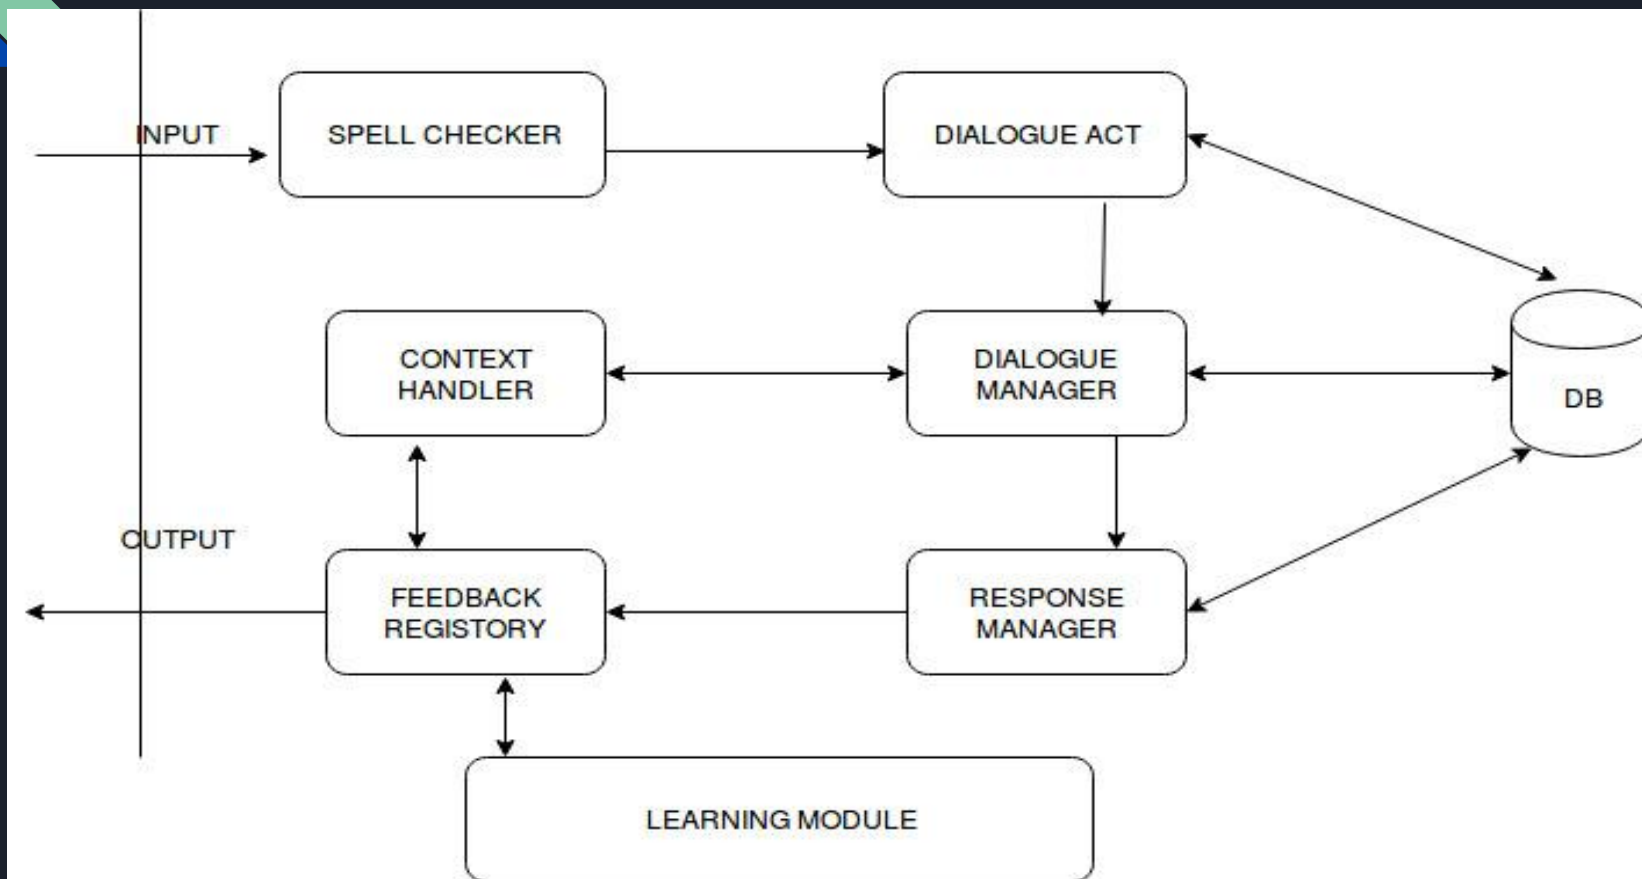 INPUT
SPELL CHECKER
DIALOGUE ACT
CONTEXT
HANDLER
DIALOGUE
MANAGER
DB
OUTPUT
FEEDBACK
REGISTORY
RESPONSE
MANAGER
LEARNING MODULE